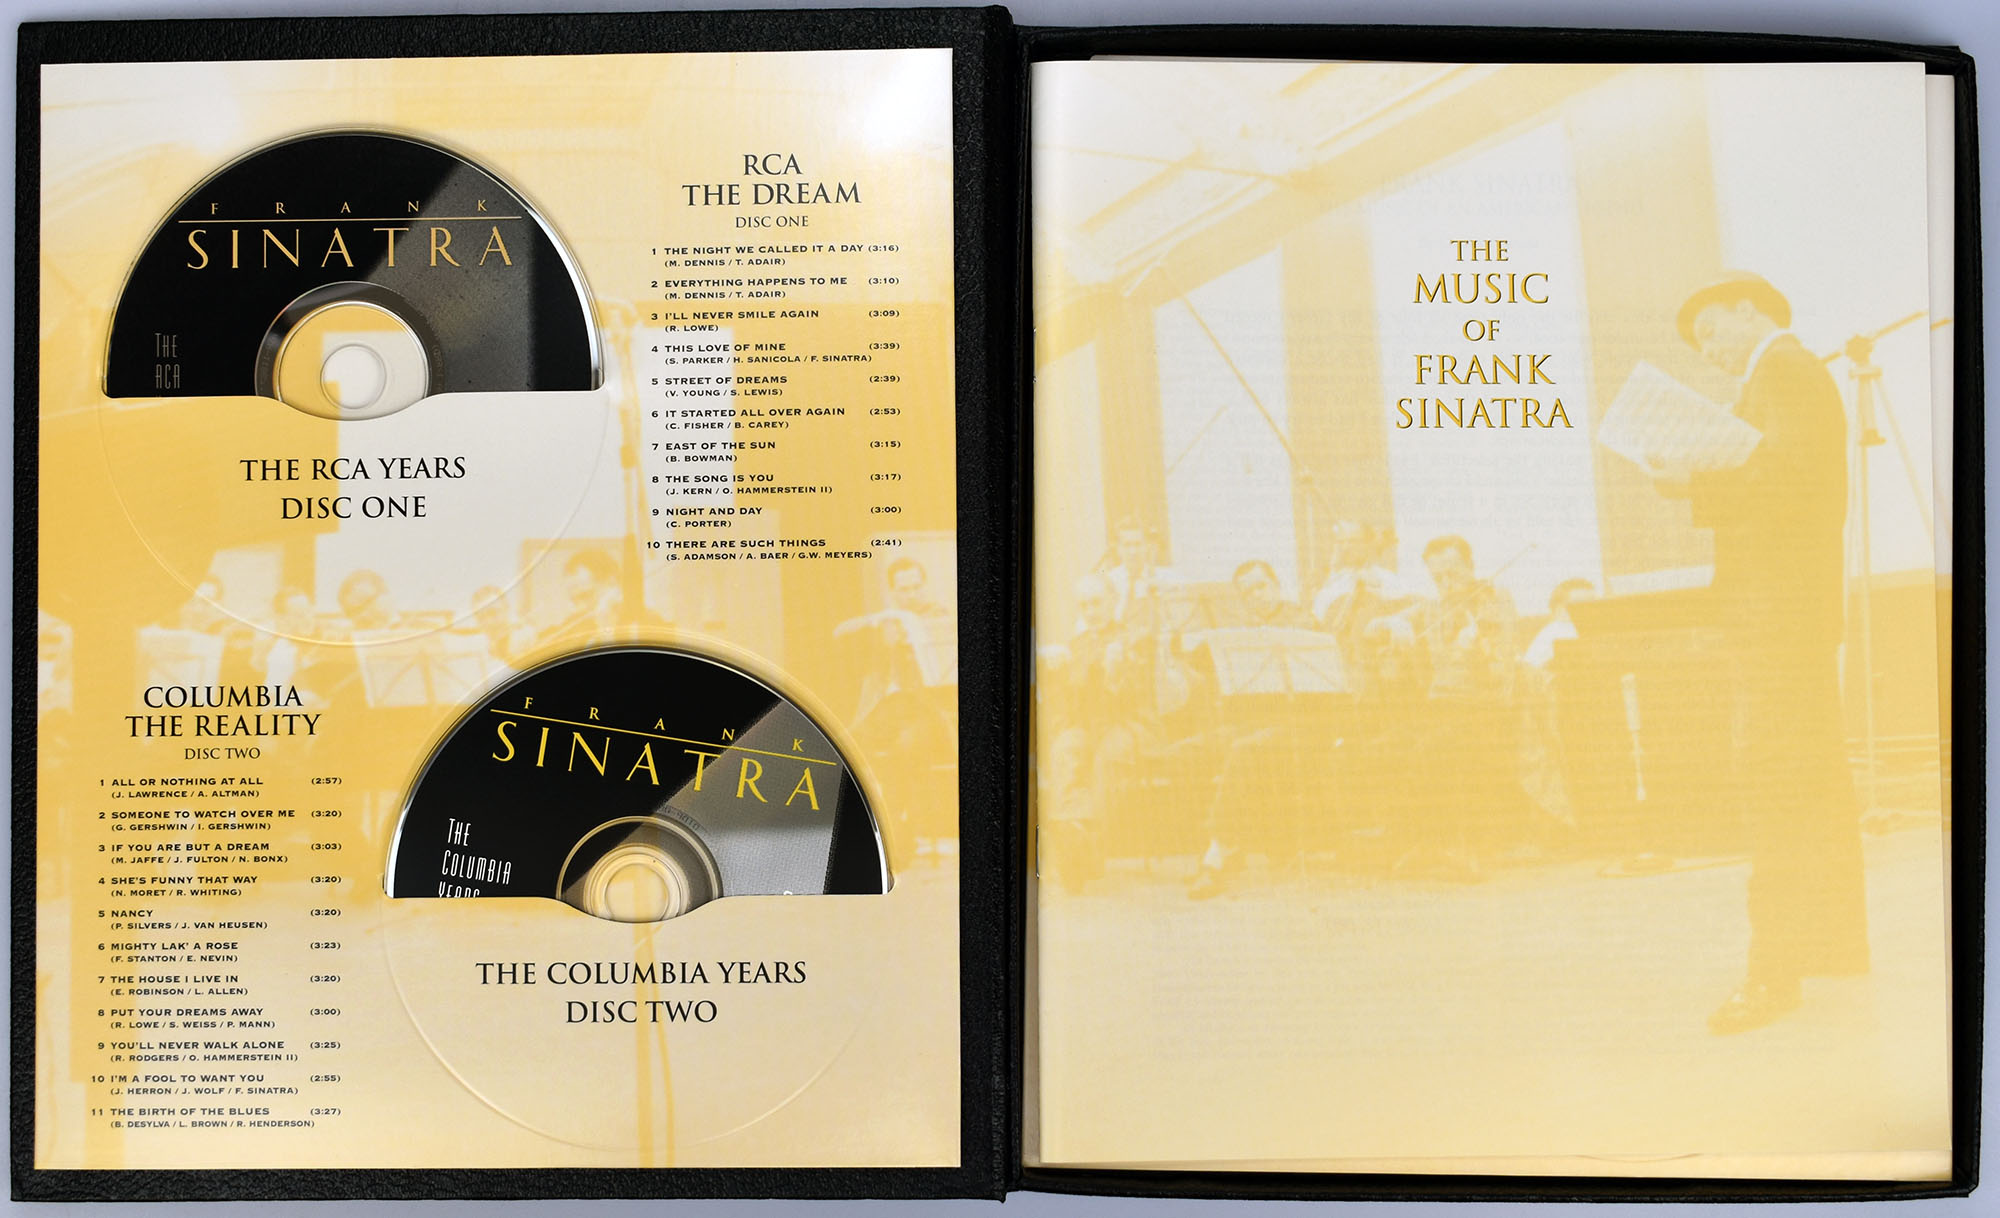 FRANK
SINATRA
THE
RCA
THE RCA YEARS
DISC ONE
RCA
THE DREAM
DISC ONE
1 THE NIGHT WE CALLED IT A DAY (3:16)
(M. DENNIS / T. ADAIR)
2 EVERYTHING HAPPENS TO ME (3:10)
(M. DENNIS / T. ADAIR)
3 I'LL NEVER SMILE AGAIN (3:09)
(R. LOWE)
4 THIS LOVE OF MINE (3:39)
(S. PARKER / H. SANICOLA / F. SINATRA)
5 STREET OF DREAMS (2:39)
(V. YOUNG / S. LEWIS)
6 IT STARTED ALL OVER AGAIN (2:53)
(C. FISHER / B. CAREY)
7 EAST OF THE SUN (3:15)
(B. BOWMAN)
8 THE SONG IS YOU (3:17)
(J. KERN / O. HAMMERSTEIN II)
9 NIGHT AND DAY (3:00)
(C. PORTER)
10 THERE ARE SUCH THINGS (2:41)
(S. ADAMSON / A. BAER / G.W. MEYERS)
COLUMBIA
THE REALITY
DISC TWO
1 ALL OR NOTHING AT ALL (2:57)
(J. LAWRENCE / A. ALTMAN)
2 SOMEONE TO WATCH OVER ME (3:20)
(G. GERSHWIN / I. GERSHWIN)
3 IF YOU ARE BUT A DREAM (3:03)
(M. JAFFE / J. FULTON / N. BONX)
4 SHE'S FUNNY THAT WAY (3:20)
(N. MORET / R. WHITING)
5 NANCY (3:20)
(P. SILVERS / J. VAN HEUSEN)
6 MIGHTY LAK' A ROSE (3:23)
(F. STANTON / E. NEVIN)
7 THE HOUSE I LIVE IN (3:20)
(E. ROBINSON / L. ALLEN)
8 PUT YOUR DREAMS AWAY (3:00)
(R. LOWE / S. WEISS / P. MANN)
9 YOU'LL NEVER WALK ALONE (3:25)
(R. RODGERS / O. HAMMERSTEIN II)
10 I'M A FOOL TO WANT YOU (2:55)
(J. HERRON / J. WOLF / F. SINATRA)
11 THE BIRTH OF THE BLUES (3:27)
(B. DESYLVA / L. BROWN / R. HENDERSON)
FRANK
SINATRA
THE
COLUMBIA
YEARS
THE COLUMBIA YEARS
DISC TWO
THE
MUSIC
OF
FRANK
SINATRA